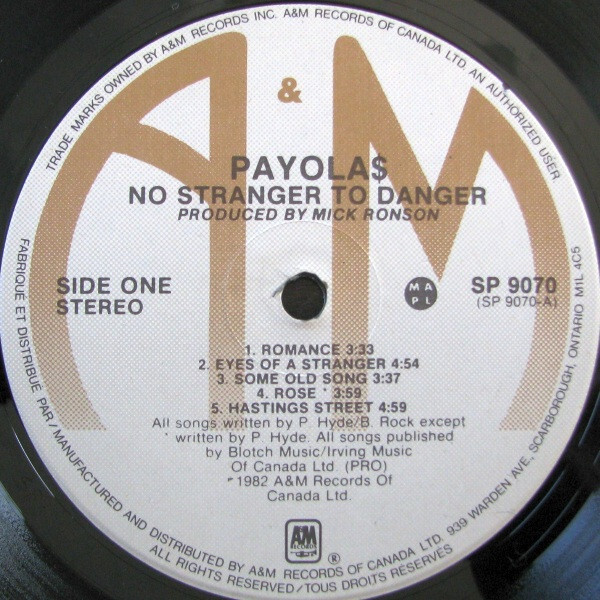 TRADE MARKS OWNED BY A&M RECORDS INC. A&M RECORDS OF CANADA LTD. AN AUTHORIZED USER
&
PAYOLA$
NO STRANGER TO DANGER
PRODUCED BY MICK RONSON
SIDE ONE
STEREO
M A
P L
SP 9070
(SP 9070-A)
1. ROMANCE 3:33
2. EYES OF A STRANGER 4:54
3. SOME OLD SONG 3:37
4. ROSE * 3:59
5. HASTINGS STREET 4:59
All songs written by P. Hyde/B. Rock except
* written by P. Hyde. All songs published
by Blotch Music/Irving Music
Of Canada Ltd. (PRO)
1982 A&M Records Of
Canada Ltd.
A&M
RECORDS
®
FABRIQUÉ ET DISTRIBUÉ PAR/MANUFACTURED AND DISTRIBUTED BY A&M RECORDS OF CANADA LTD. 939 WARDEN AVE, SCARBOROUGH, ONTARIO M1L 4C5
ALL RIGHTS RESERVED/TOUS DROITS RÉSERVÉS
A M